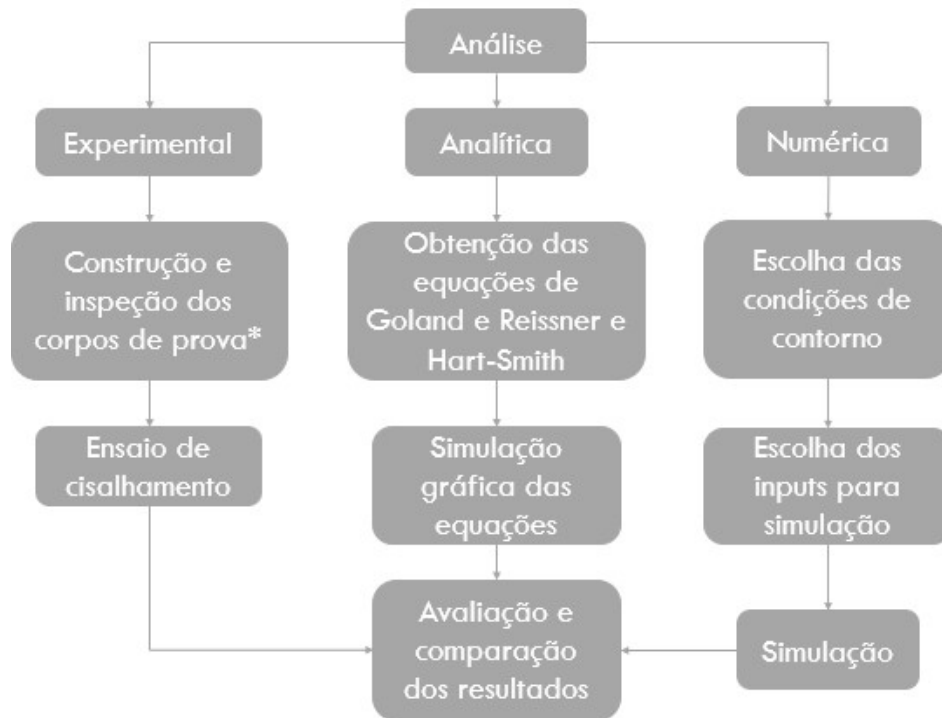 Análise
Experimental
Analítica
Numérica
Construção e
inspeção dos
corpos de prova*
Obtenção das
equações de
Goland e Reissner e
Hart-Smith
Escolha das
condições de
contorno
Ensaio de
cisalhamento
Simulação
gráfica das
equações
Escolha dos
inputs para
simulação
Avaliação e
comparação
dos resultados
Simulação